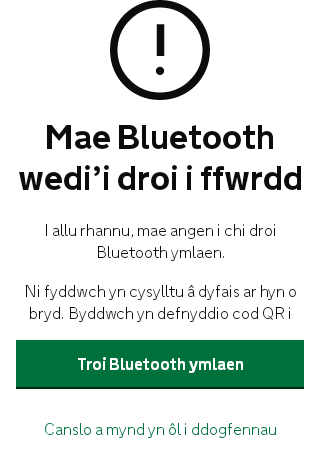 Mae Bluetooth
wedi’i droi i ffwrdd
I allu rhannu, mae angen i chi droi
Bluetooth ymlaen.
Ni fyddwch yn cysylltu â dyfais ar hyn o
bryd. Byddwch yn defnyddio cod QR i
Troi Bluetooth ymlaen
Canslo a mynd yn ôl i ddogfennau